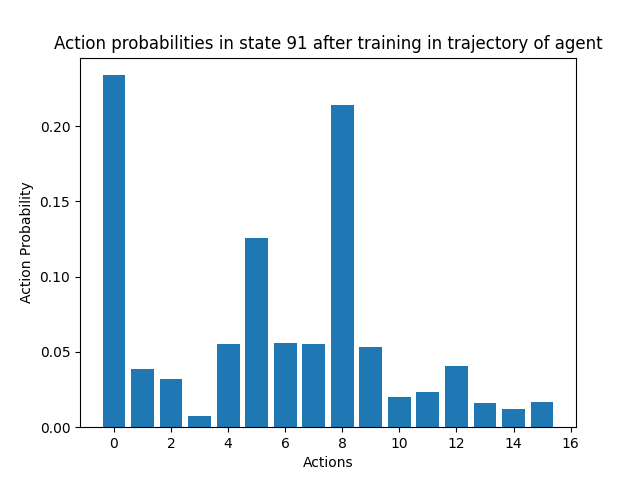 Action probabilities in state 91 after training in trajectory of agent
Action Probability
0.20
0.15
0.10
0.05
0.00
0 2 4 6 8 10 12 14 16
Actions